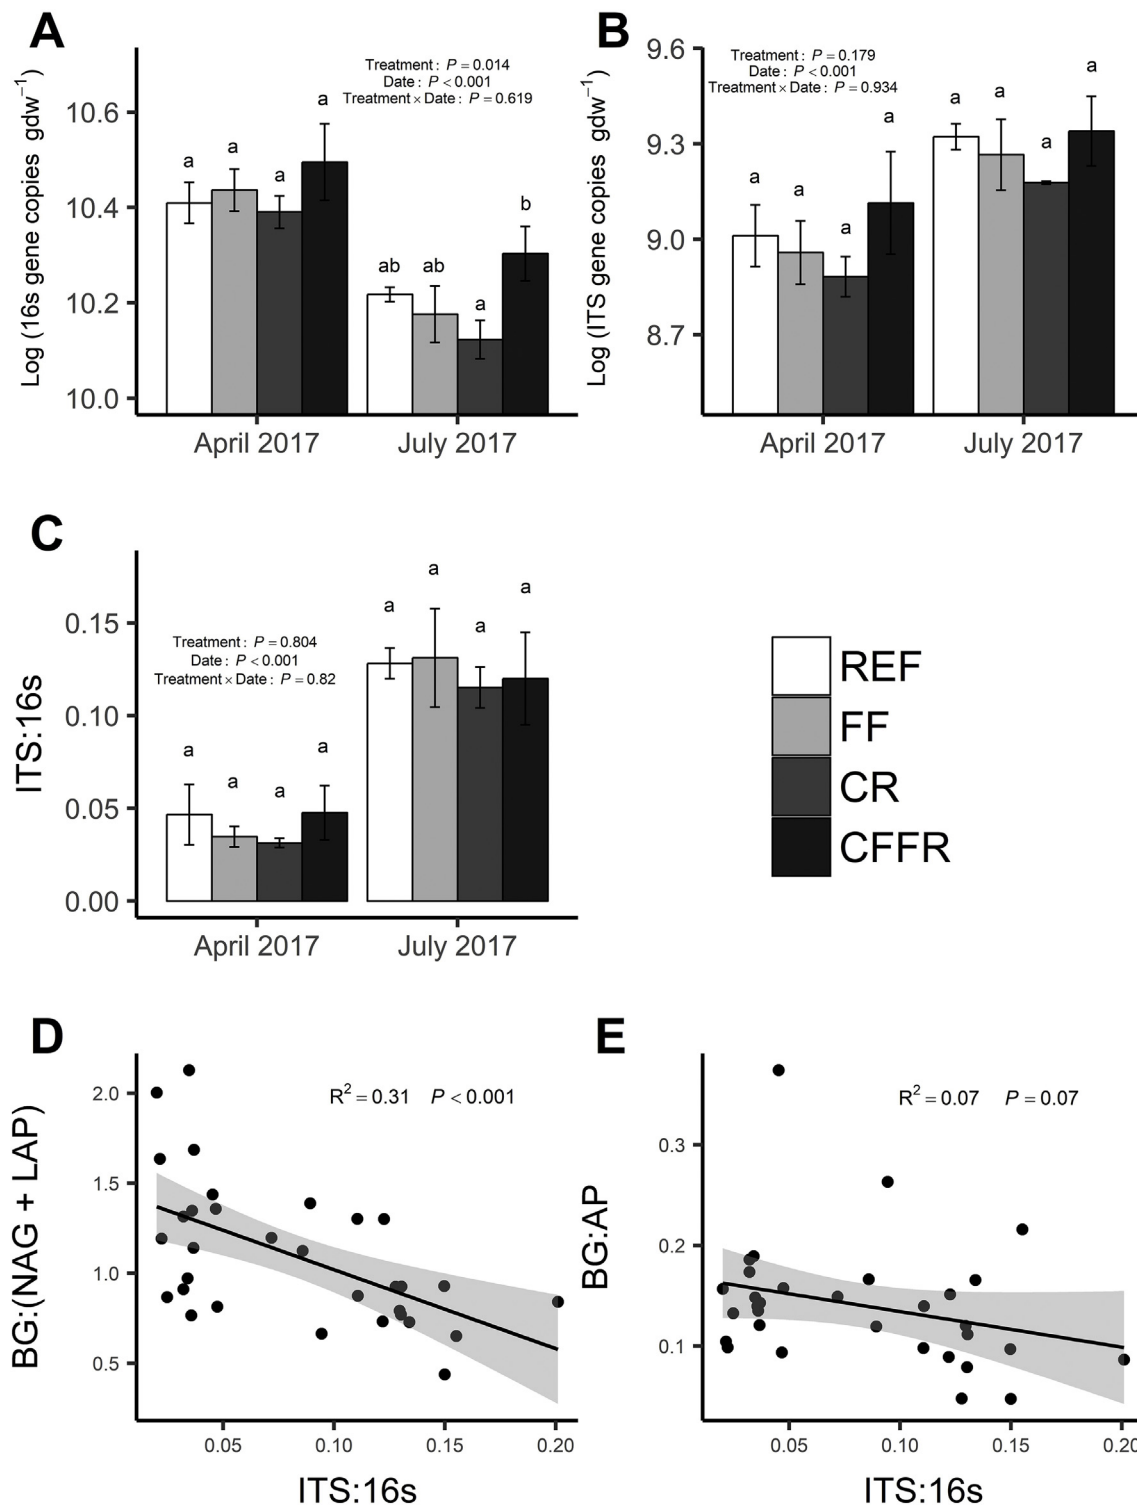 A
Log (16s gene copies gdw⁻¹)
Treatment: P = 0.014
Date: P < 0.001
Treatment × Date: P = 0.619
10.6
10.4
10.2
10.0
a
a
a
a
ab
ab
a
b
April 2017
July 2017
B
Log (ITS gene copies gdw⁻¹)
Treatment: P = 0.179
Date: P < 0.001
Treatment × Date: P = 0.934
9.6
9.3
9.0
8.7
a
a
a
a
a
a
a
a
April 2017
July 2017
C
ITS:16s
Treatment: P = 0.804
Date: P < 0.001
Treatment × Date: P = 0.82
0.15
0.10
0.05
0.00
a
a
a
a
a
a
a
a
April 2017
July 2017
REF
FF
CR
CFFR
D
BG:(NAG + LAP)
R² = 0.31 P < 0.001
2.0
1.5
1.0
0.5
0.05
0.10
0.15
0.20
ITS:16s
E
BG:AP
R² = 0.07 P = 0.07
0.3
0.2
0.1
0.05
0.10
0.15
0.20
ITS:16s